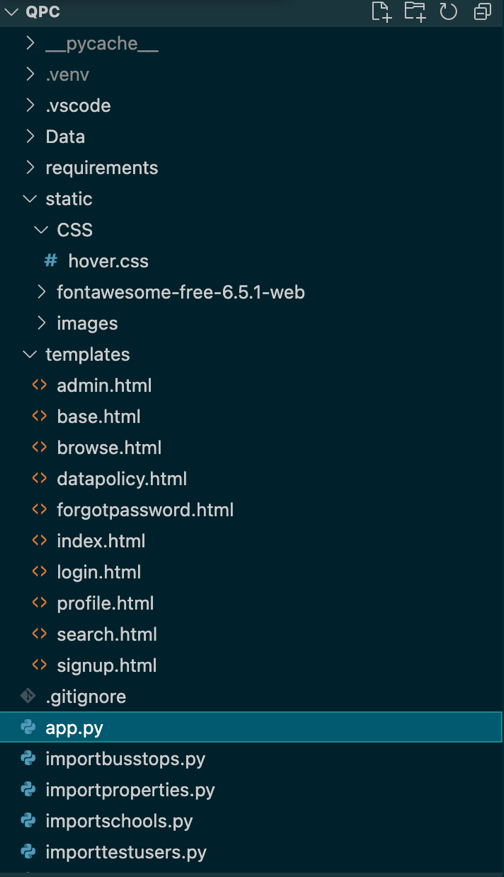 QPC
__pycache__
.venv
.vscode
Data
requirements
static
CSS
# hover.css
fontawesome-free-6.5.1-web
images
templates
<> admin.html
<> base.html
<> browse.html
<> datapolicy.html
<> forgotpassword.html
<> index.html
<> login.html
<> profile.html
<> search.html
<> signup.html
.gitignore
app.py
importbusstops.py
importproperties.py
importschools.py
importtestusers.py